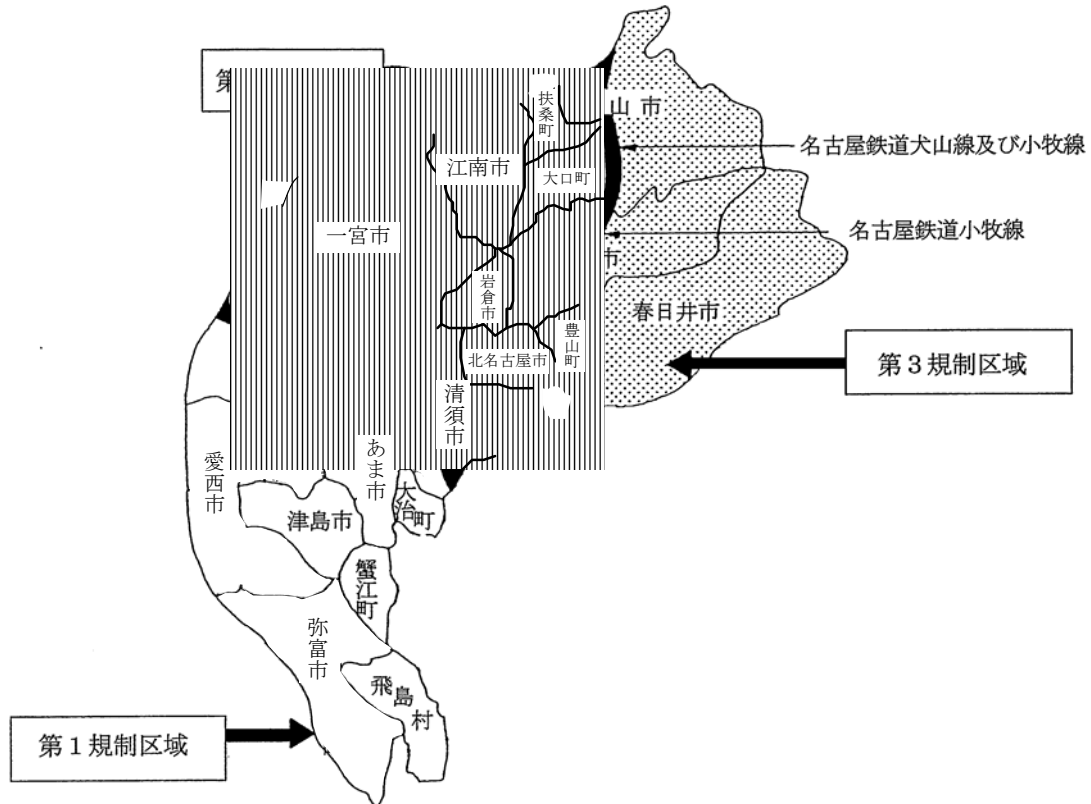 第
扶桑町
山市
名古屋鉄道犬山線及び小牧線
江南市
大口町
一宮市
名古屋鉄道小牧線
市
岩倉市
春日井市
豊山町
北名古屋市
第3規制区域
清須市
あま市
愛西市
大治町
津島市
蟹江町
弥富市
飛島村
第1規制区域